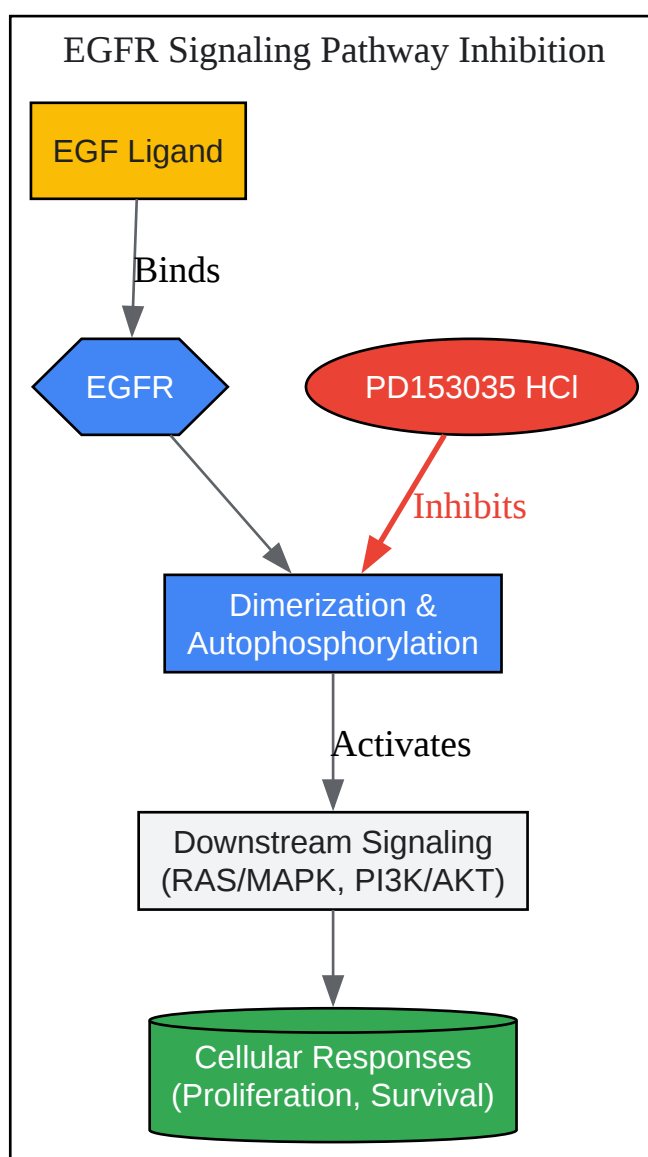 EGFR Signaling Pathway Inhibition
EGF Ligand
Binds
EGFR
PD153035 HCl
Inhibits
Dimerization &
Autophosphorylation
Activates
Downstream Signaling
(RAS/MAPK, PI3K/AKT)
Cellular Responses
(Proliferation, Survival)